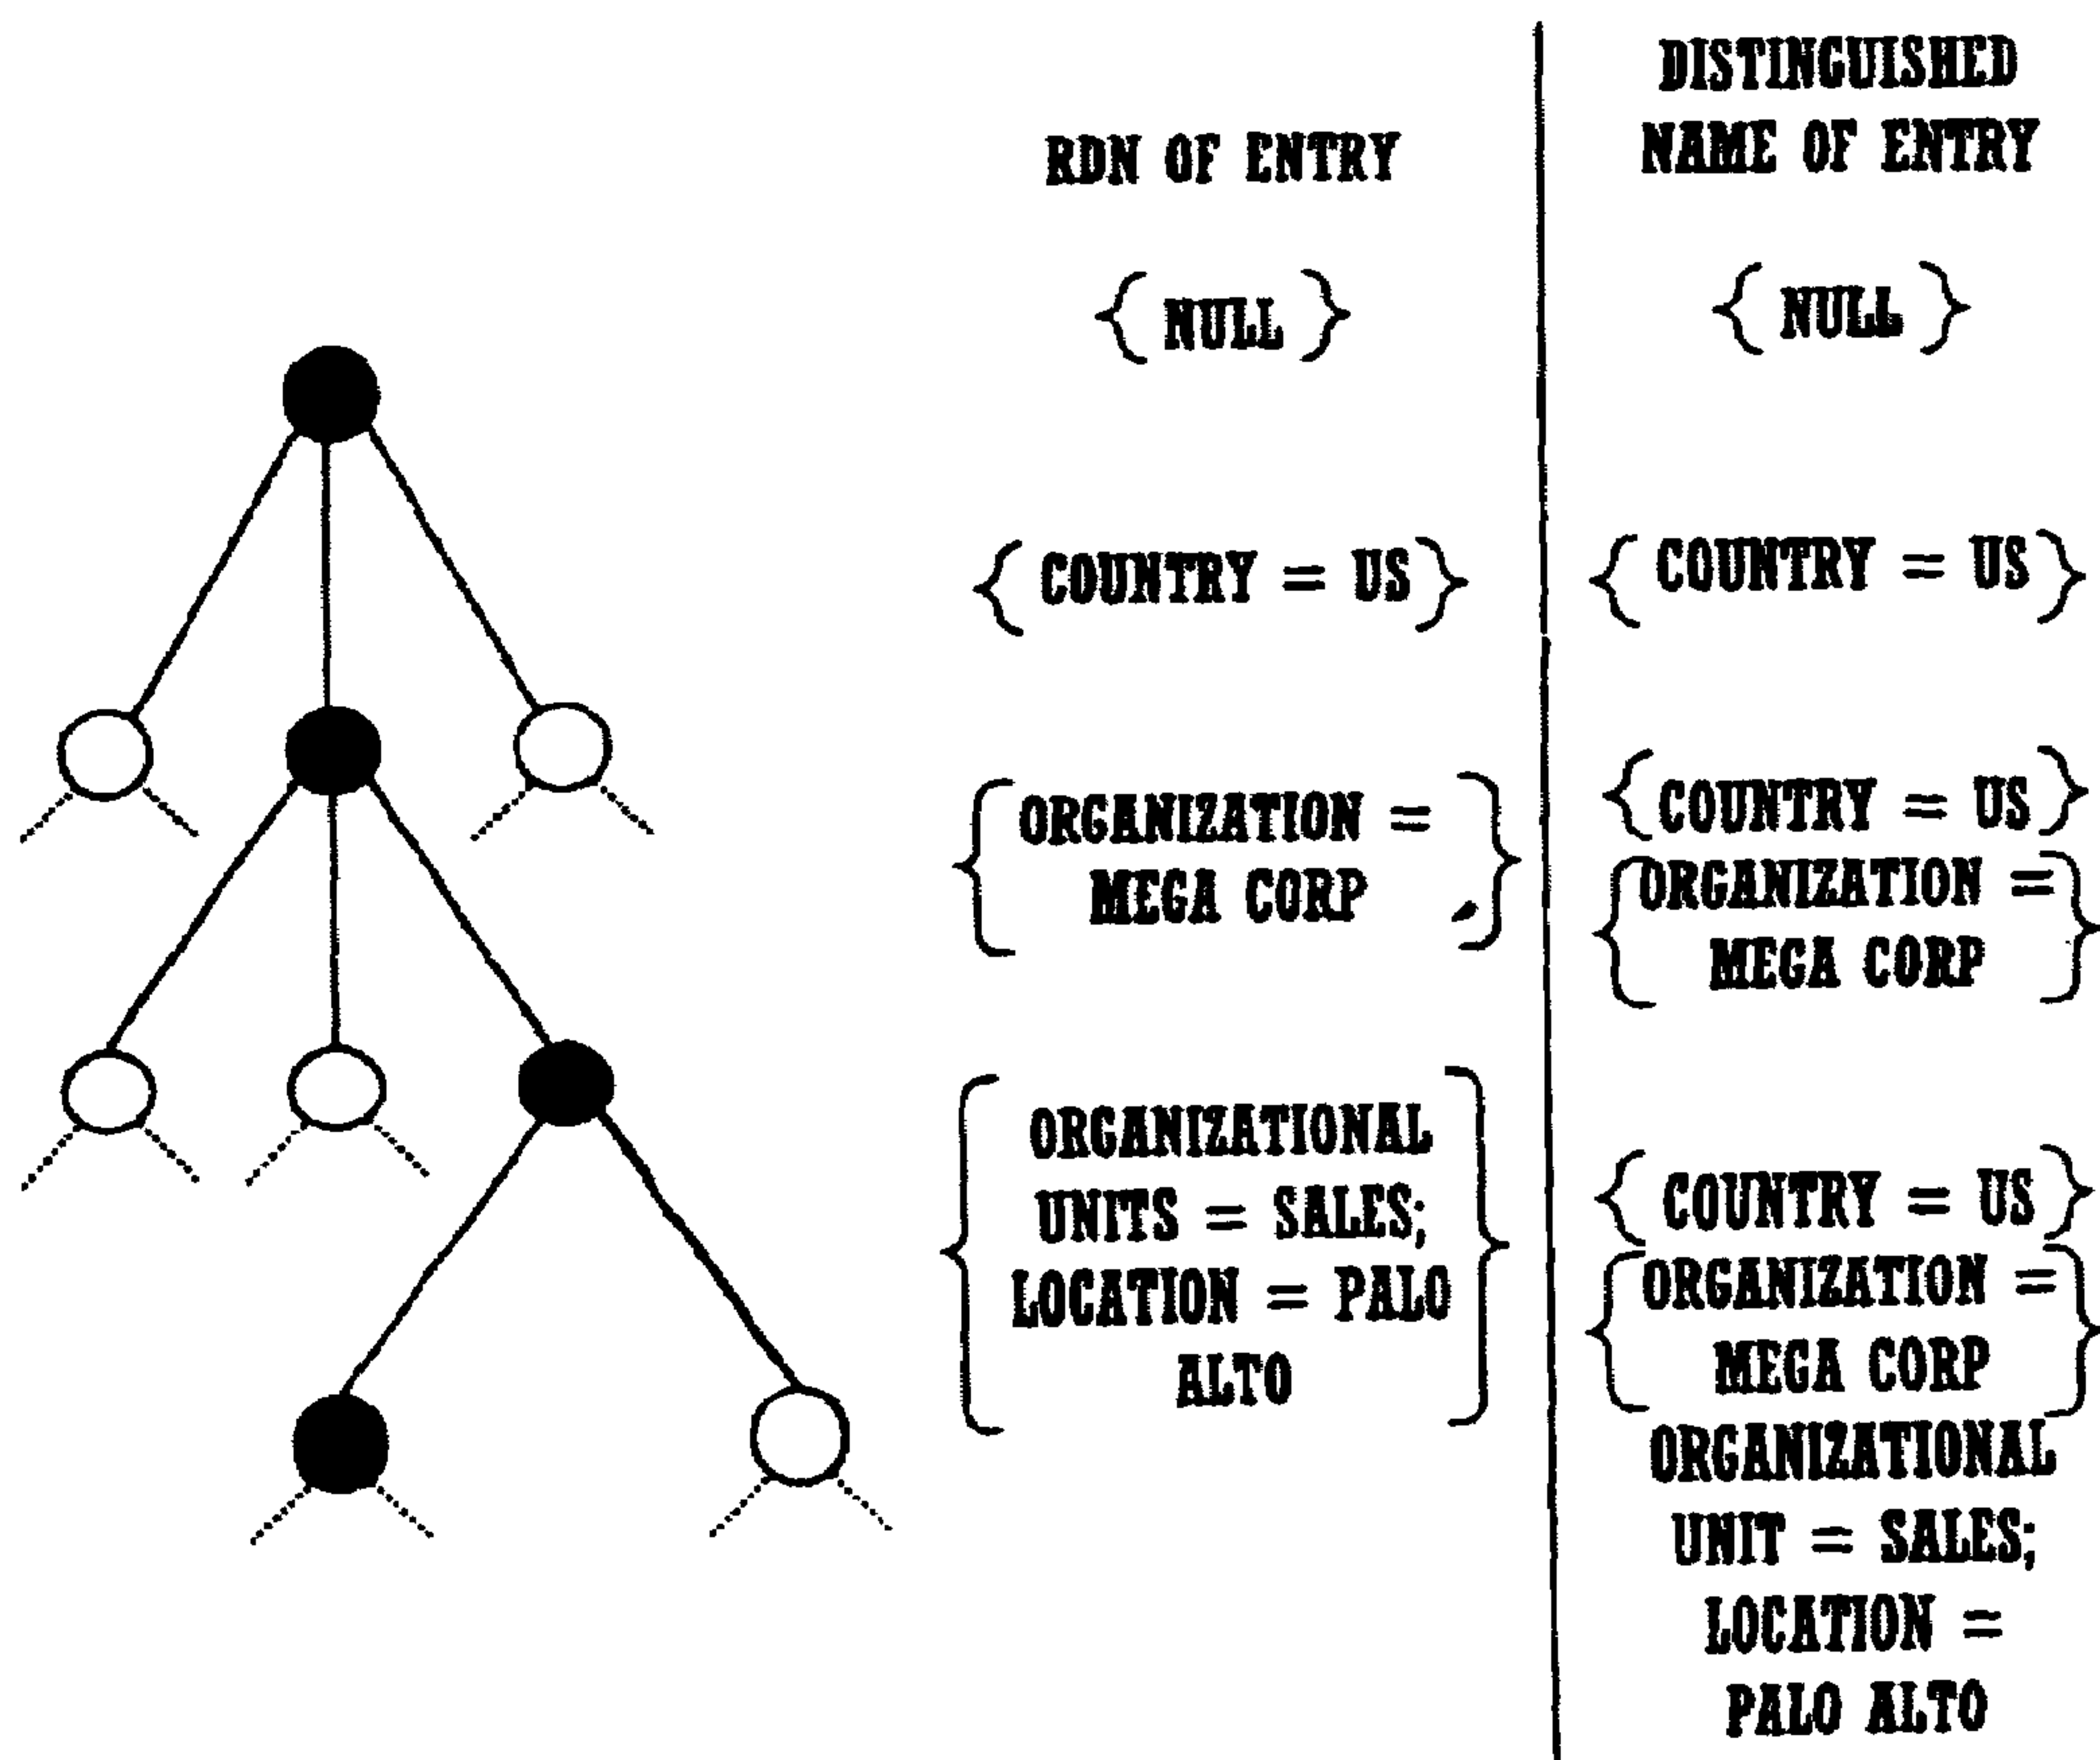 RDN OF ENTRY
{ NULL }
{ COUNTRY = US }
{ ORGANIZATION =
MEGA CORP }
{ ORGANIZATIONAL
UNITS = SALES;
LOCATION = PALO
ALTO }
DISTINGUISHED
NAME OF ENTRY
{ NULL }
{ COUNTRY = US }
{ COUNTRY = US }
{ ORGANIZATION =
MEGA CORP }
{ COUNTRY = US }
{ ORGANIZATION =
MEGA CORP }
ORGANIZATIONAL
UNIT = SALES;
LOCATION =
PALO ALTO